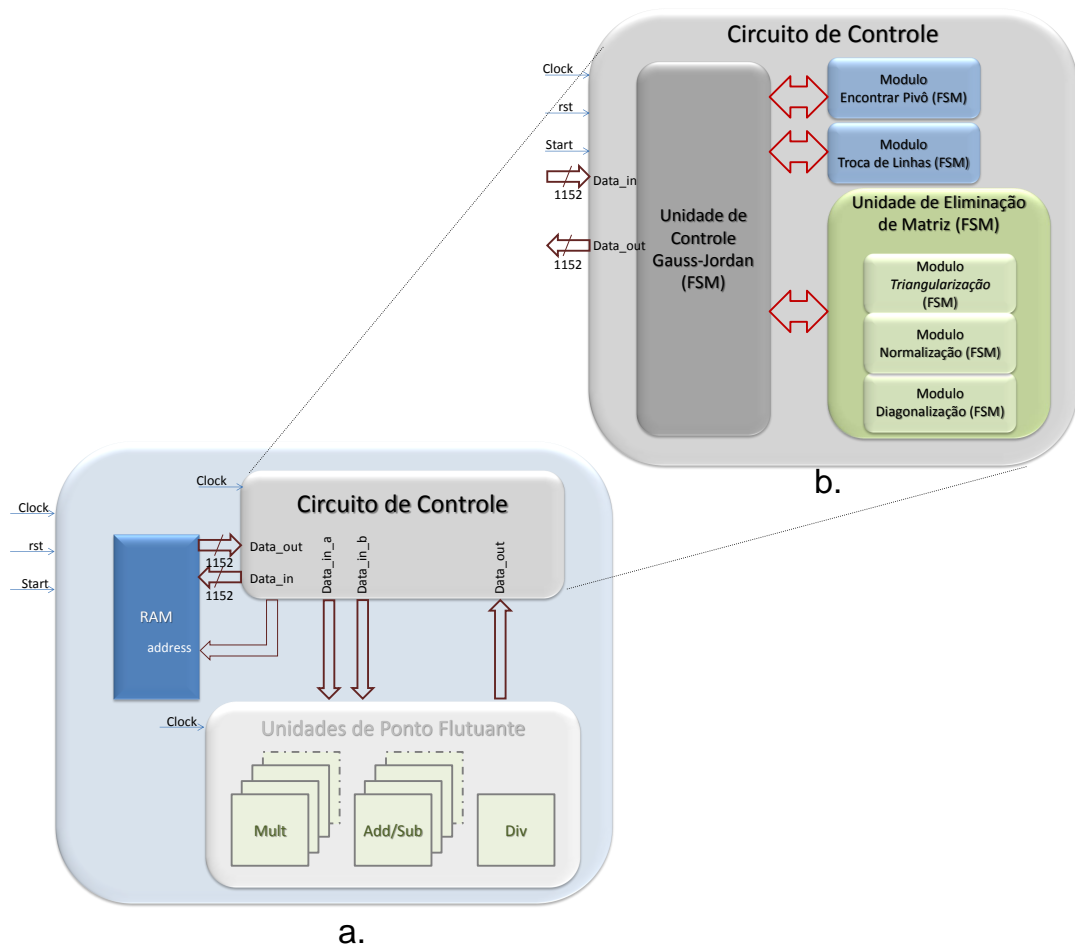 Circuito de Controle
Clock
rst
Start
1152
Data_in
1152
Data_out
Unidade de
Controle
Gauss-Jordan
(FSM)
Modulo
Encontrar Pivô (FSM)
Modulo
Troca de Linhas (FSM)
Unidade de Eliminação
de Matriz (FSM)
Modulo
Triangularização
(FSM)
Modulo
Normalização (FSM)
Modulo
Diagonalização (FSM)
b.
Clock
rst
Start
Clock
Circuito de Controle
1152
Data_out
1152
Data_in
Data_in_a
Data_in_b
Data_out
RAM
address
Clock
Unidades de Ponto Flutuante
Mult
Add/Sub
Div
a.